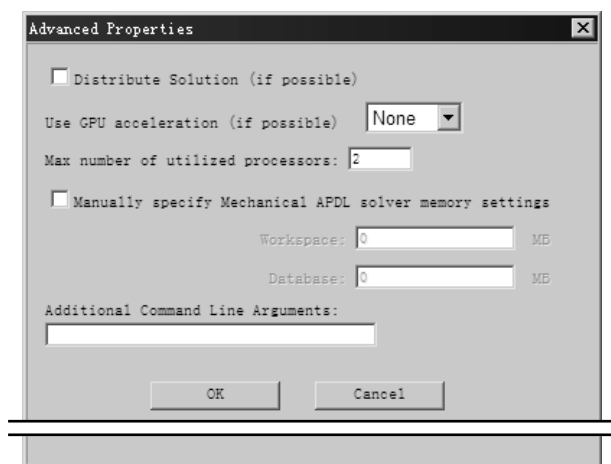 Advanced Properties
Distribute Solution (if possible)
Use GPU acceleration (if possible) None
Max number of utilized processors: 2
Manually specify Mechanical APDL solver memory settings
Workspace: 0 MB
Database: 0 MB
Additional Command Line Arguments:
OK Cancel